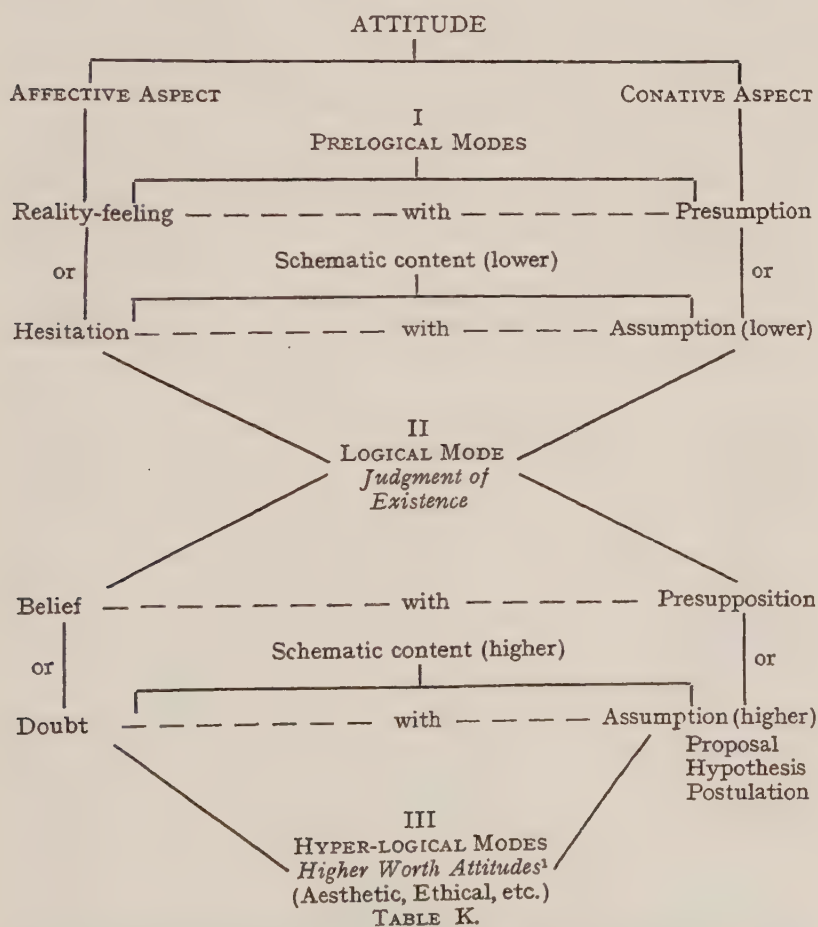 ATTITUDE
AFFECTIVE ASPECT CONATIVE ASPECT
I
PRELOGICAL MODES
Reality-feeling — — — — — with — — — — — Presumption
or Schematic content (lower) or
Hesitation — — — — — with — — — — — Assumption (lower)
II
LOGICAL MODE
Judgment of
Existence
Belief — — — — — with — — — — — Presupposition
or Schematic content (higher) or
Doubt — — — — — with — — — — — Assumption (higher)
Proposal
Hypothesis
Postulation
III
HYPER-LOGICAL MODES
Higher Worth Attitudes¹
(Aesthetic, Ethical, etc.)
TABLE K.